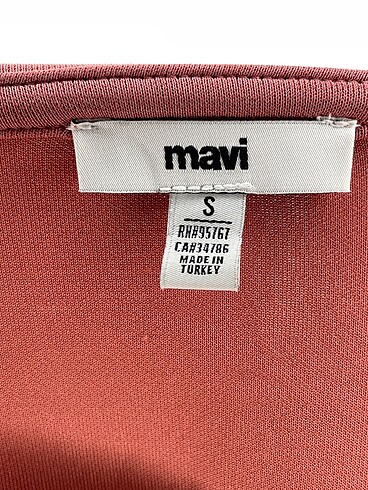 mavi
S
RN#95767
CA#34786
MADE IN
TURKEY